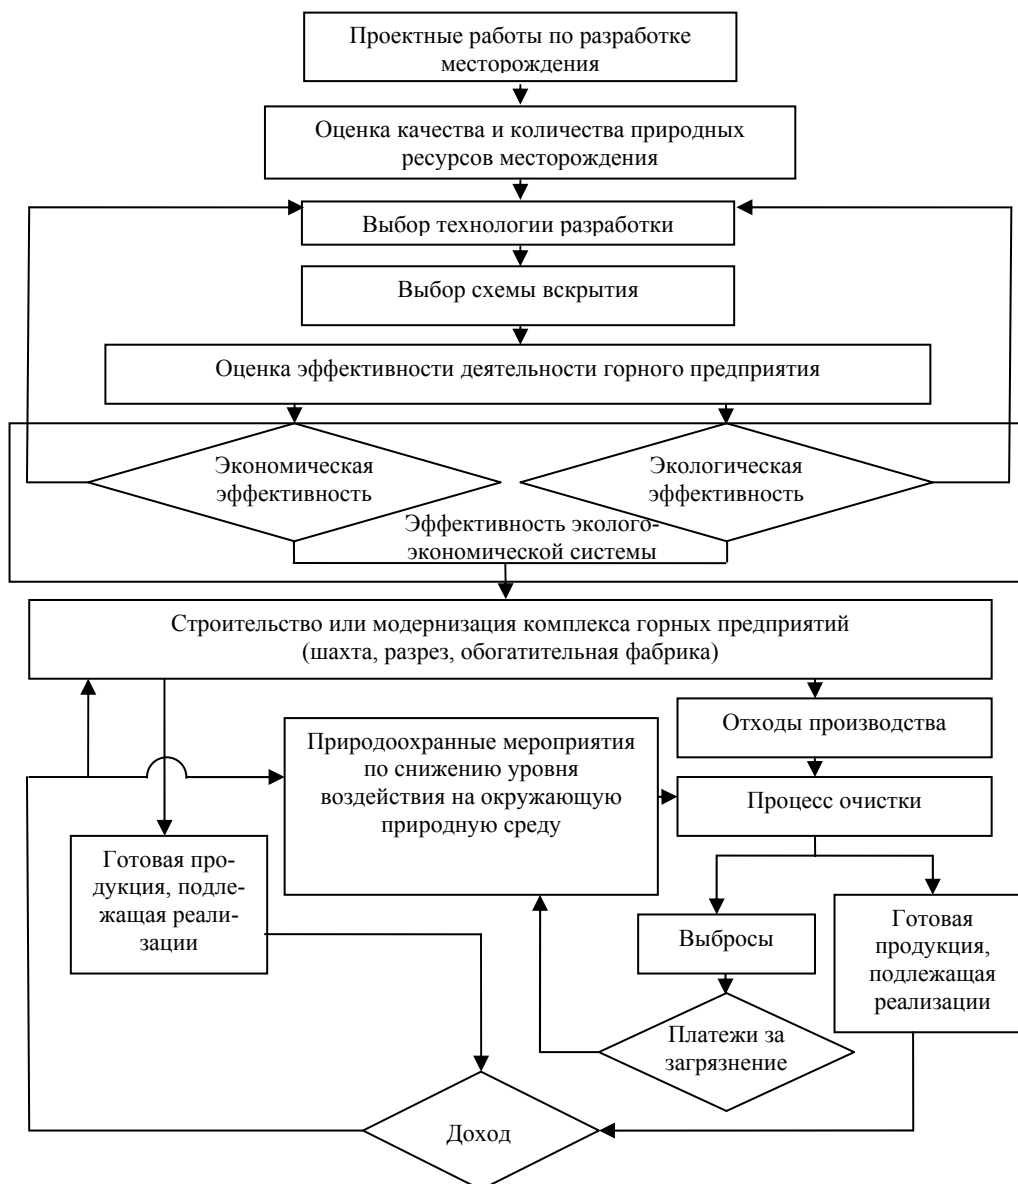 Проектные работы по разработке
месторождения
Оценка качества и количества природных
ресурсов месторождения
Выбор технологии разработки
Выбор схемы вскрытия
Оценка эффективности деятельности горного предприятия
Экономическая
эффективность
Экологическая
эффективность
Эффективность эколого-
экономической системы
Строительство или модернизация комплекса горных предприятий
(шахта, разрез, обогатительная фабрика)
Отходы производства
Природоохранные мероприятия
по снижению уровня
воздействия на окружающую
природную среду
Процесс очистки
Готовая про-
дукция, подле-
жащая реали-
зации
Выбросы
Готовая
продукция,
подлежащая
реализации
Платежи за
загрязнение
Доход